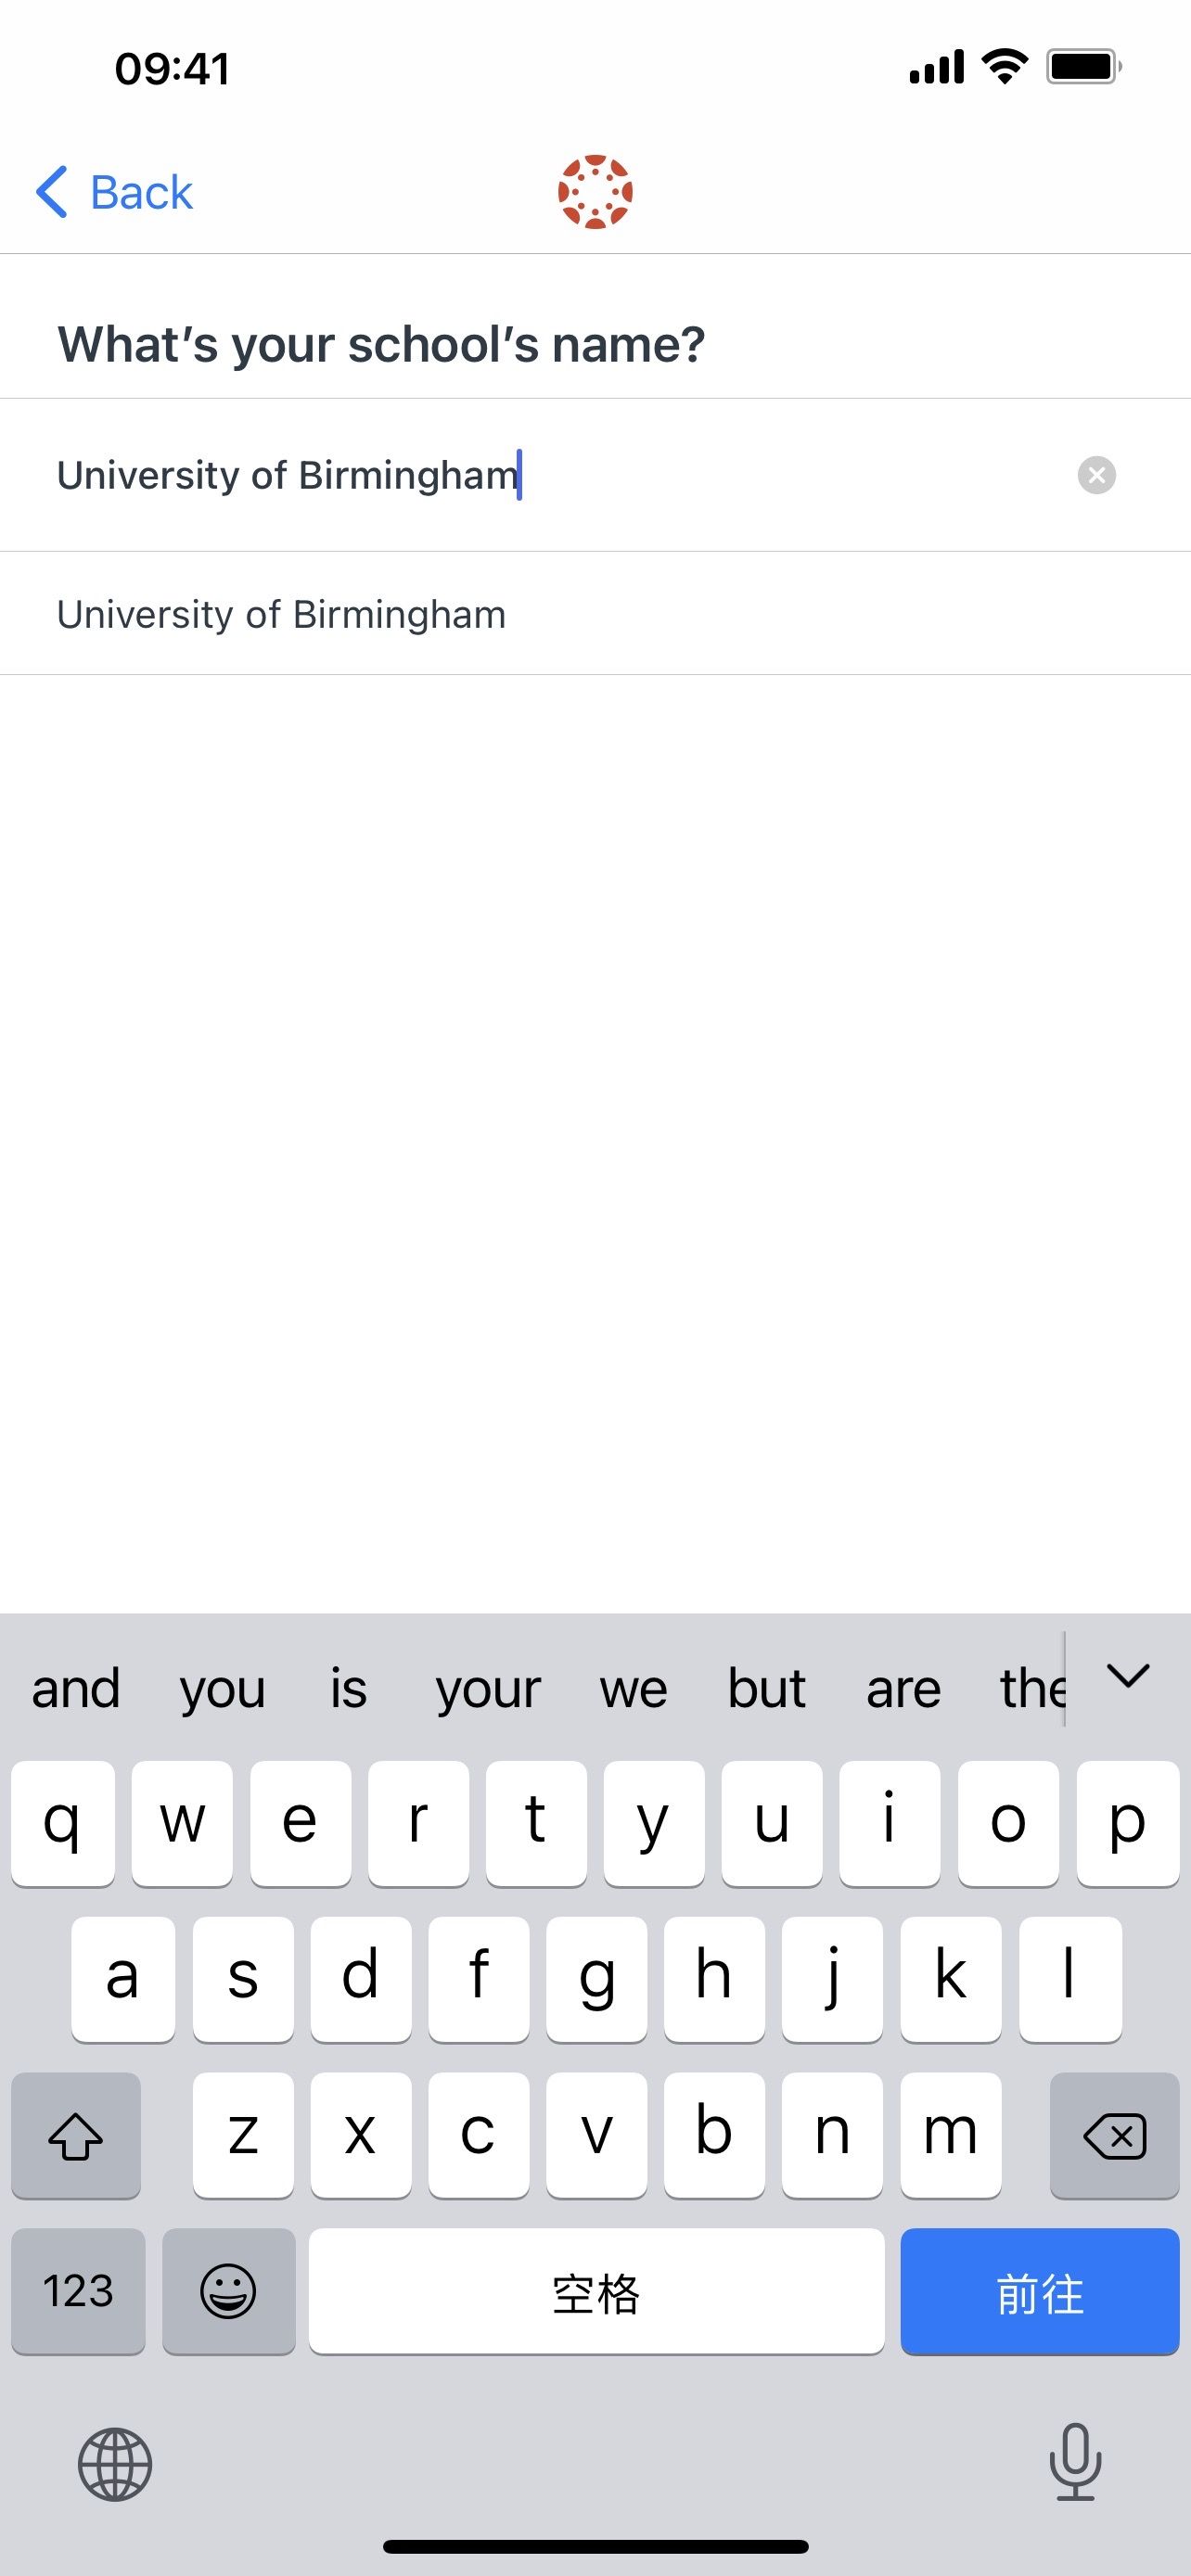 09:41
Back
What’s your school’s name?
University of Birmingham
University of Birmingham
and you is your we but are the
q w e r t y u i o p
a s d f g h j k l
z x c v b n m
123 空格 前往